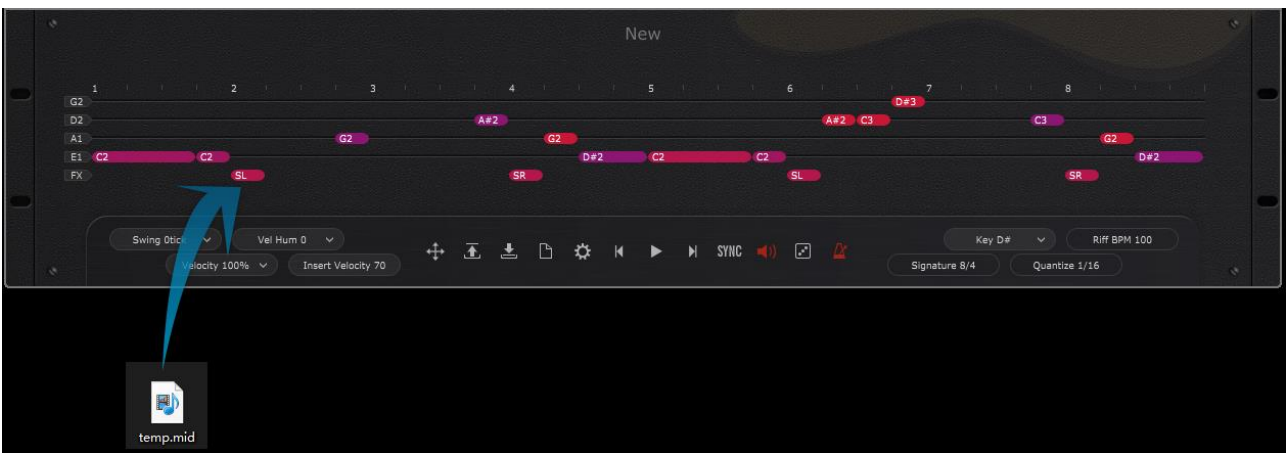 New
1 2 3 4 5 6 7 8
G2 D#3
D2 A#2 A#2 C3 C3
A1 G2 G2 G2
E1 C2 C2 D#2 C2 C2 D#2
FX SL SR SL SR
Swing 0tick Vel Hum 0 SYNC Key D# Riff BPM 100
Velocity 100% Insert Velocity 70 Signature 8/4 Quantize 1/16
temp.mid